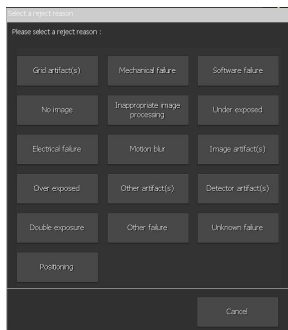 Select a reject reason
Please select a reject reason :
Grid artifact(s)
Mechanical failure
Software failure
No image
Inappropriate image
processing
Under exposed
Electrical failure
Motion blur
Image artifact(s)
Over exposed
Other artifact(s)
Detector artifact(s)
Double exposure
Other failure
Unknown failure
Positioning
Cancel